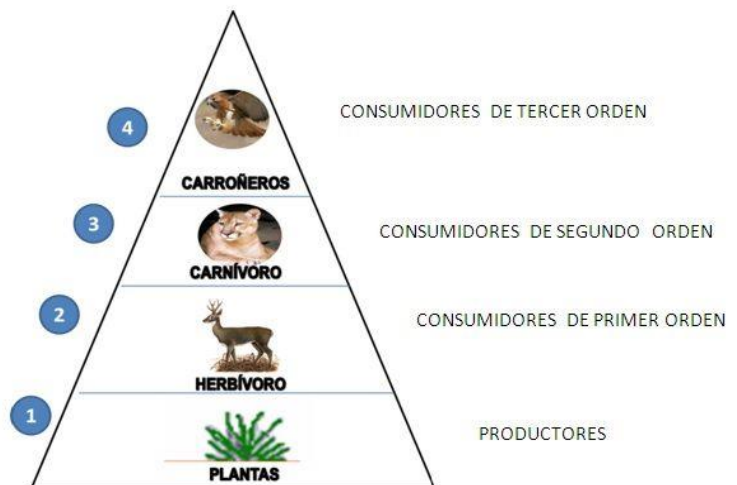 4
CONSUMIDORES DE TERCER ORDEN
CARROÑEROS
3
CONSUMIDORES DE SEGUNDO ORDEN
CARNÍVORO
2
CONSUMIDORES DE PRIMER ORDEN
HERBÍVORO
1
PRODUCTORES
PLANTAS